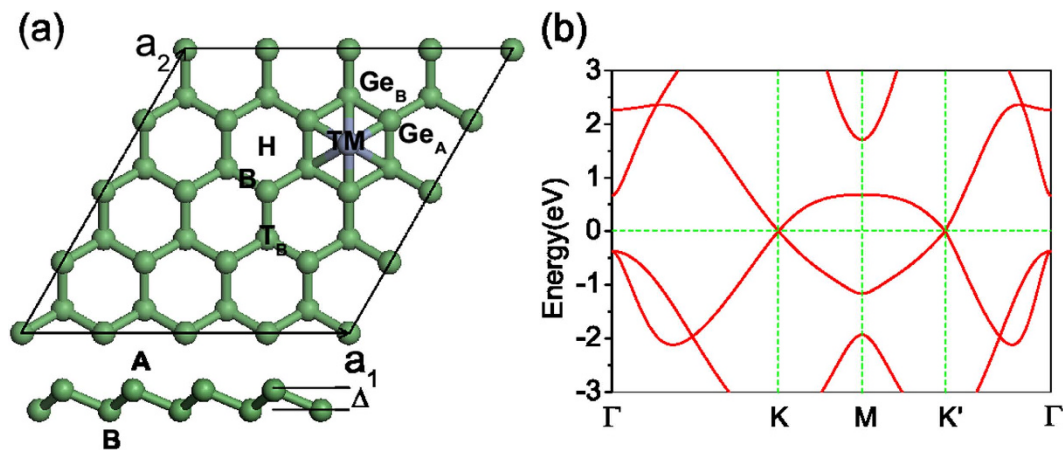 (a)
a2
GeB
GeA
TM
H
B
TB
A
a1
Δ
B
(b)
Energy(eV)
3
2
1
0
-1
-2
-3
Γ K M K' Γ